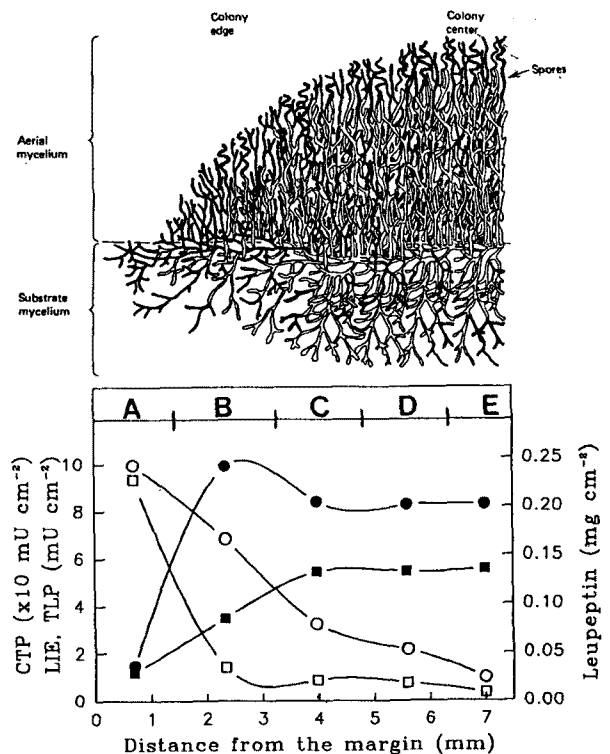 Colony
edge
Colony
center
Spores
Aerial
mycelium
Substrate
mycelium
A B C D E
CTP (x10 mU cm⁻²)
LIE, TLP (mU cm⁻²)
10
8
6
4
2
0
0.25
0.20
0.15
0.10
0.05
0.00
Leupeptin (mg cm⁻²)
0 1 2 3 4 5 6 7
Distance from the margin (mm)